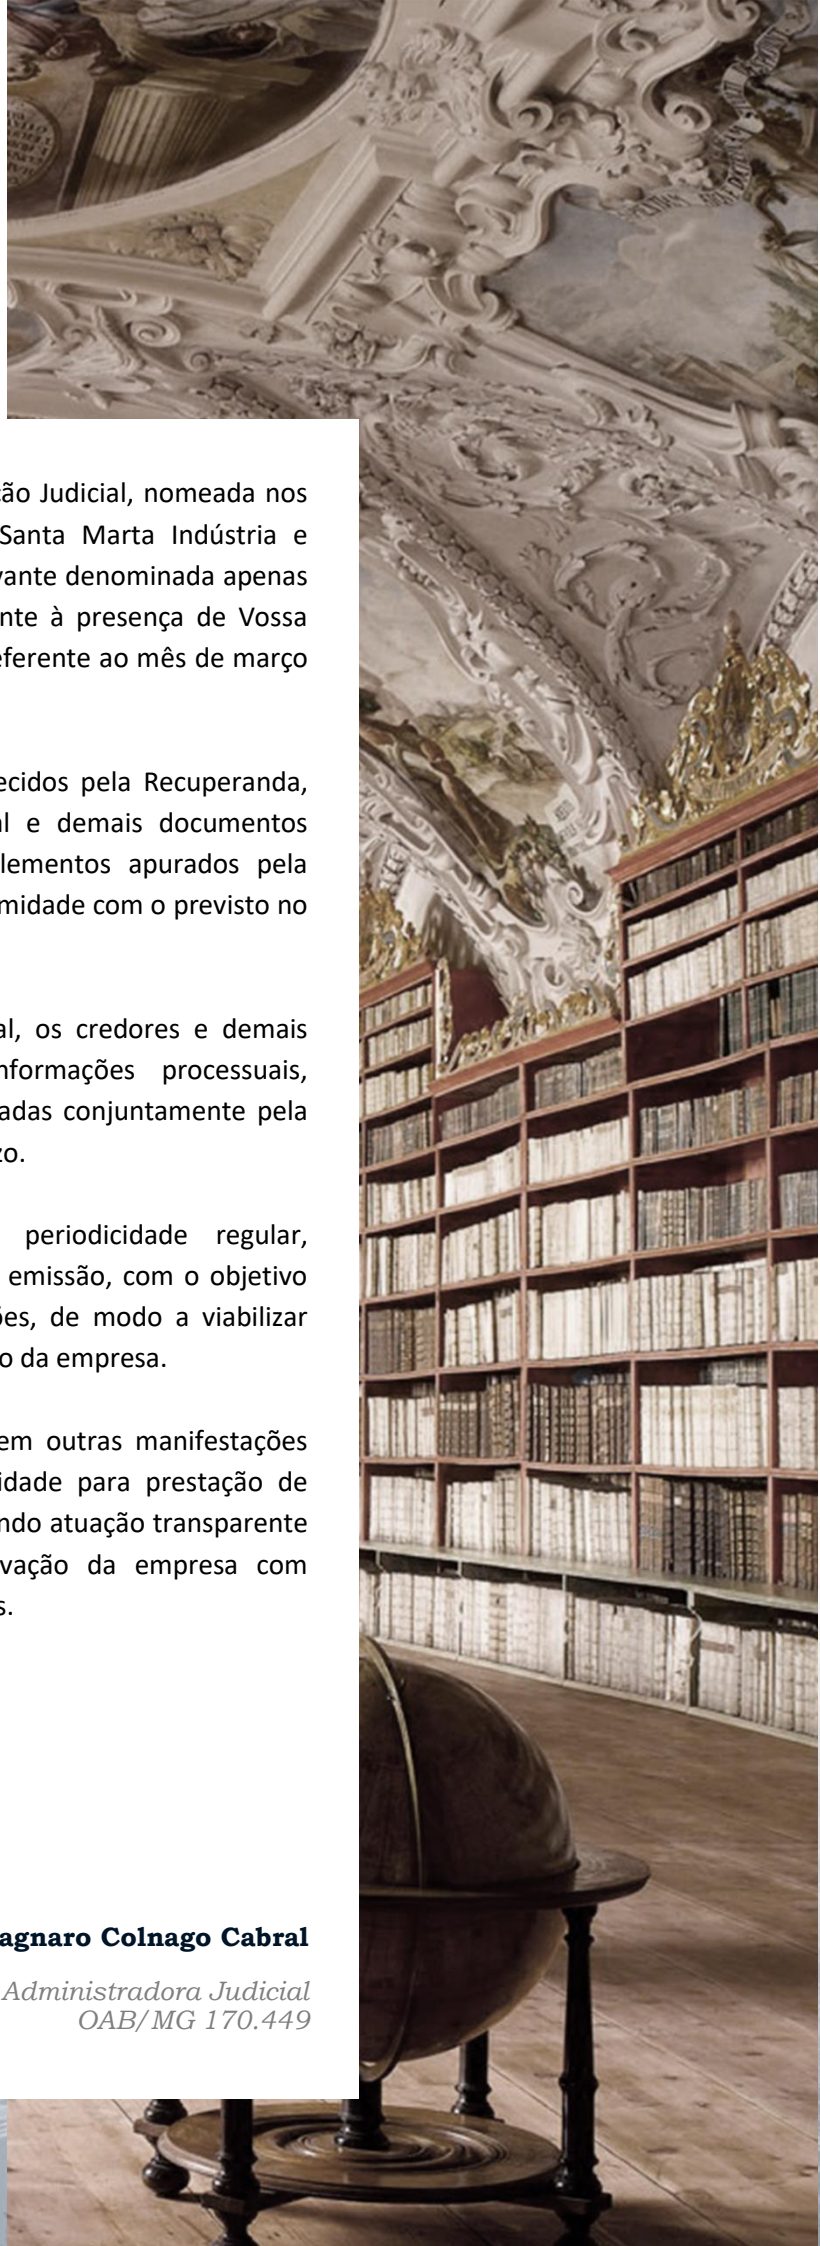 ão Judicial, nomeada nos
Santa Marta Indústria e
vante denominada apenas
nte à presença de Vossa
eferente ao mês de março
ecidos pela Recuperanda,
l e demais documentos
lementos apurados pela
midade com o previsto no
al, os credores e demais
nformações processuais,
adas conjuntamente pela
zo.
periodicidade regular,
emissão, com o objetivo
ões, de modo a viabilizar
o da empresa.
em outras manifestações
idade para prestação de
ndo atuação transparente
vação da empresa com
s.
agnaro Colnago Cabral
Administradora Judicial
OAB/MG 170.449